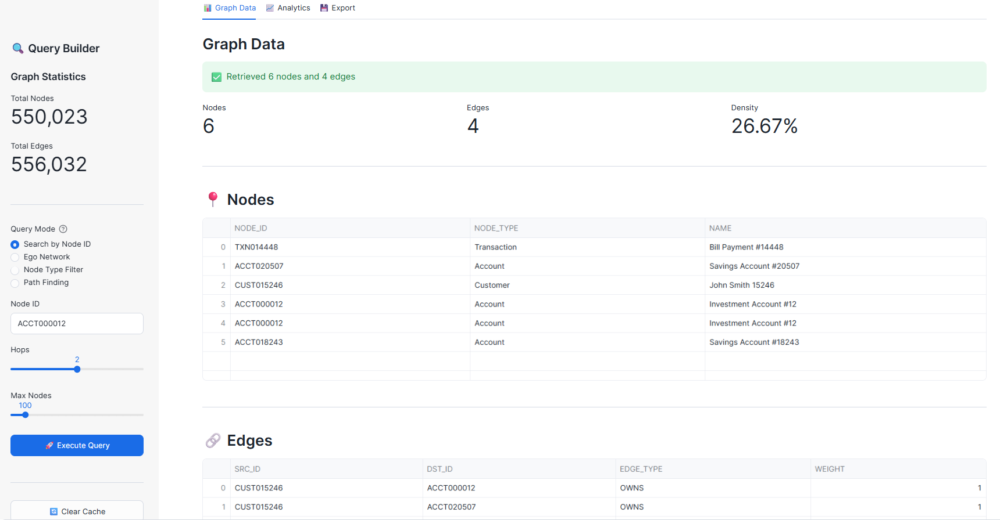 Graph Data Analytics Export
Query Builder
Graph Statistics
Total Nodes
550,023
Total Edges
556,032
Query Mode
Search by Node ID
Ego Network
Node Type Filter
Path Finding
Node ID
ACCT000012
Hops
2
Max Nodes
100
Execute Query
Clear Cache
Graph Data
Retrieved 6 nodes and 4 edges
Nodes Edges Density
6 4 26.67%
Nodes
NODE_ID NODE_TYPE NAME
0 TXN014448 Transaction Bill Payment #14448
1 ACCT020507 Account Savings Account #20507
2 CUST015246 Customer John Smith 15246
3 ACCT000012 Account Investment Account #12
4 ACCT000012 Account Investment Account #12
5 ACCT018243 Account Savings Account #18243
Edges
SRC_ID DST_ID EDGE_TYPE WEIGHT
0 CUST015246 ACCT000012 OWNS 1
1 CUST015246 ACCT020507 OWNS 1